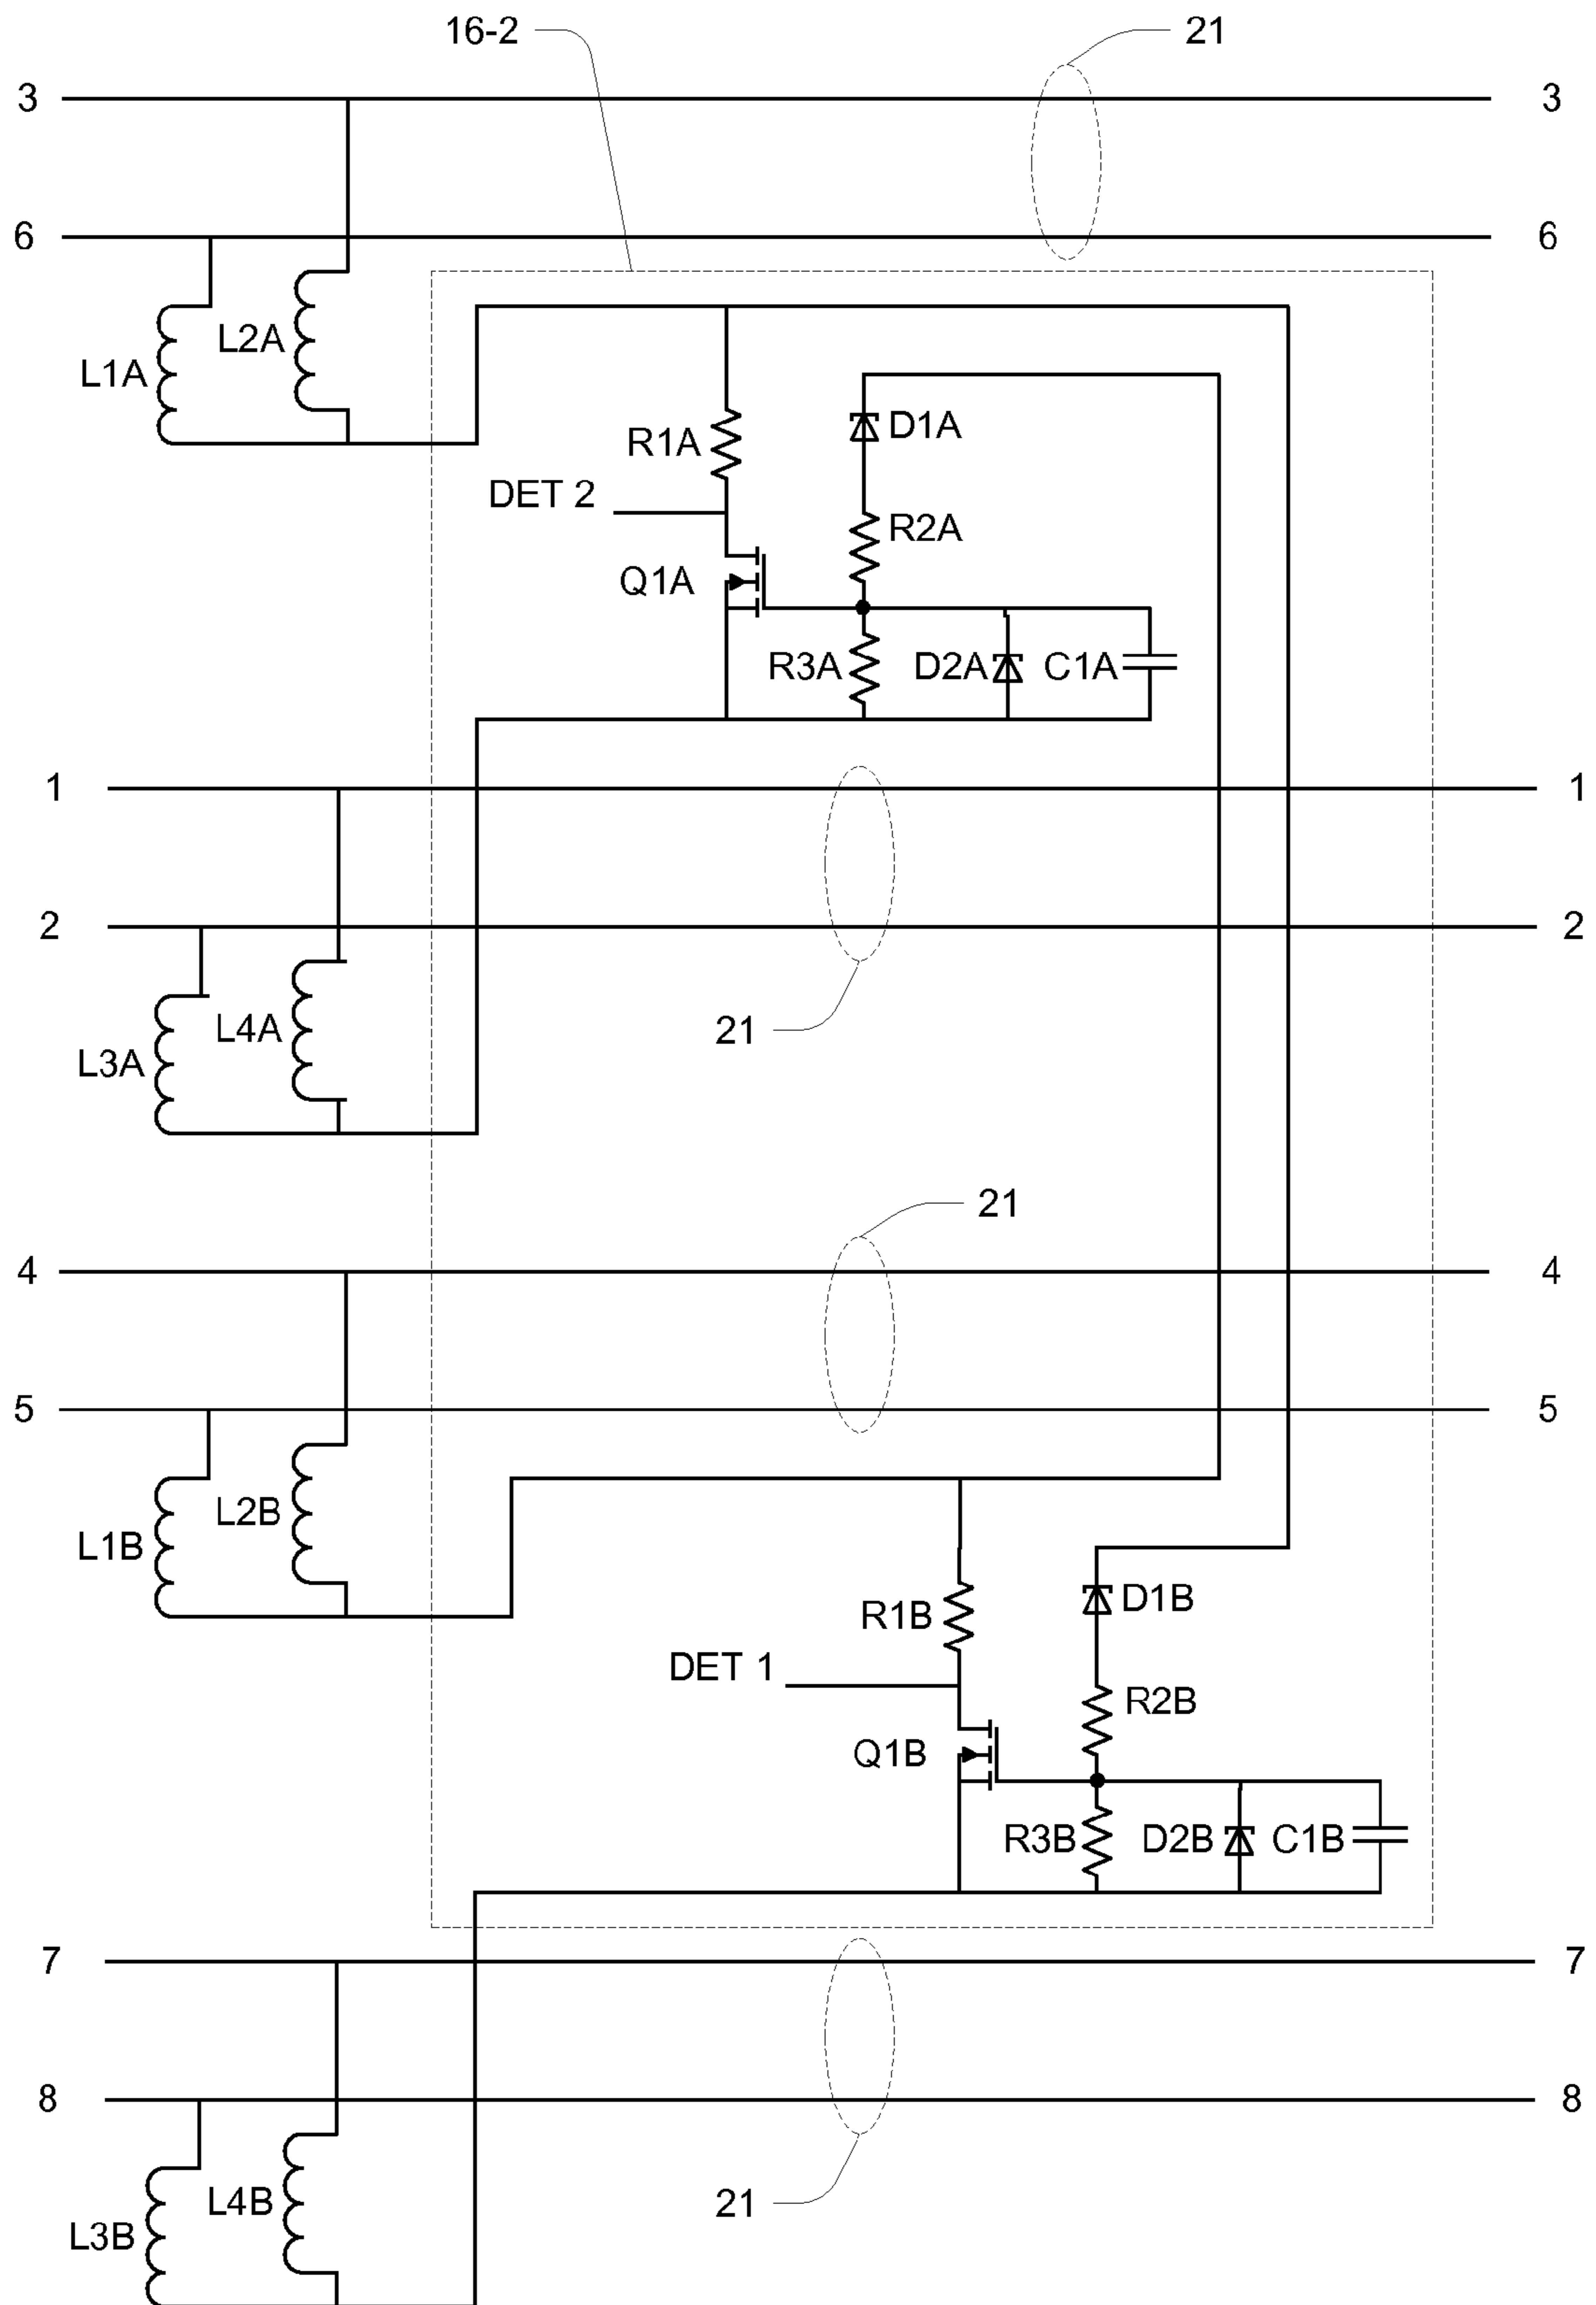 16-2 21
3 3
6 6
L2A
L1A
D1A
R1A
DET 2
R2A
Q1A
R3A D2A C1A
1 1
2 2
L4A 21
L3A
21
4 4
5 5
L2B
L1B
D1B
R1B
DET 1
R2B
Q1B
R3B D2B C1B
7 7
8 8
L4B 21
L3B